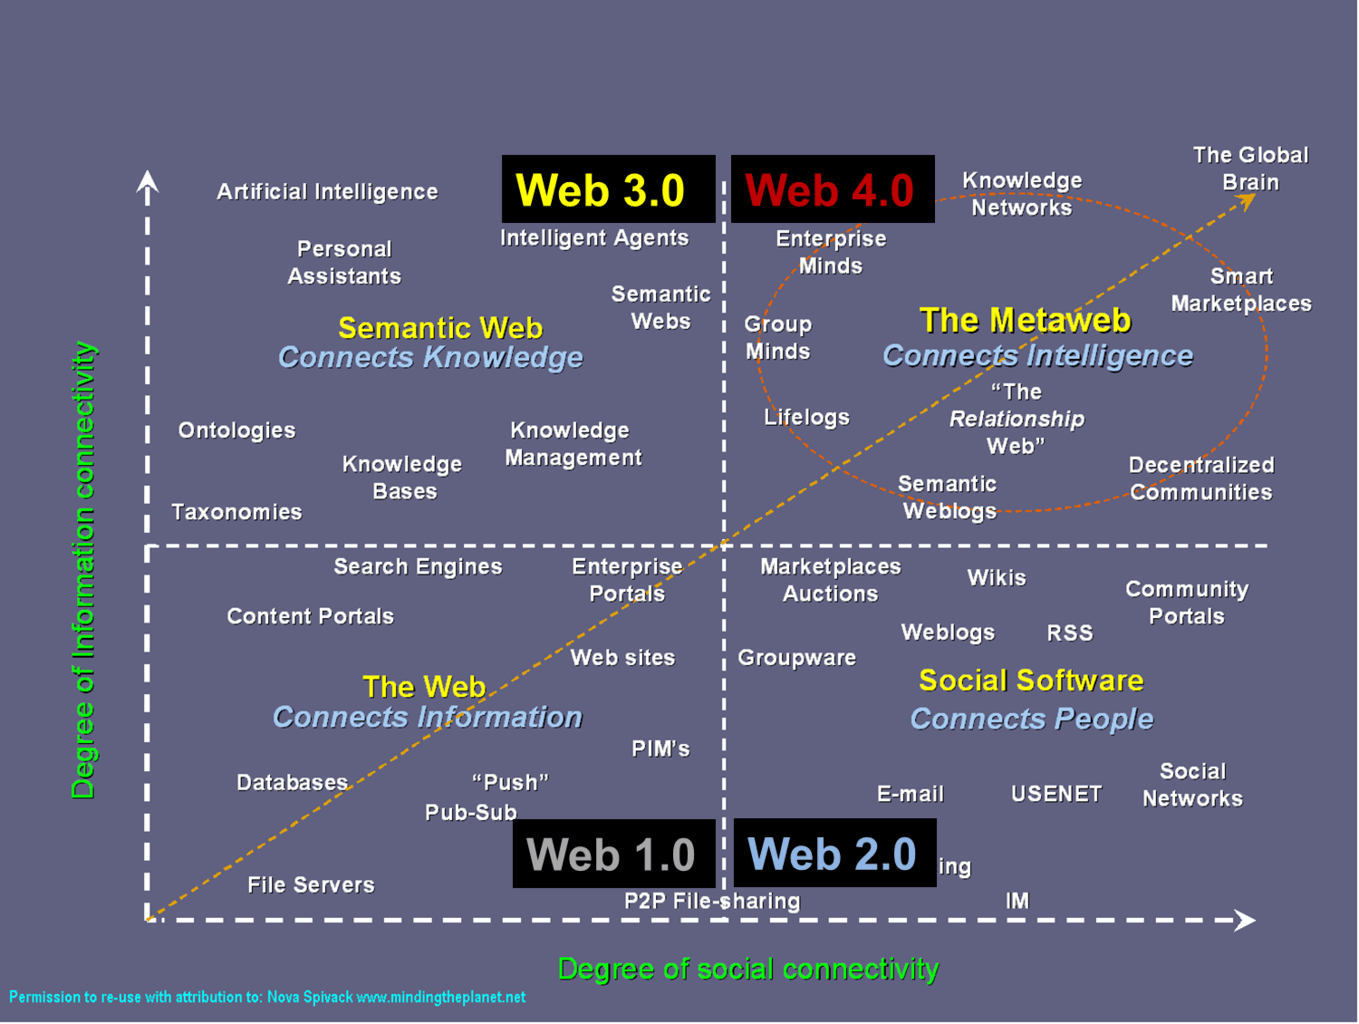 The Global
Brain
Artificial Intelligence
Web 3.0
Web 4.0
Knowledge
Networks
Personal
Assistants
Intelligent Agents
Enterprise
Minds
Semantic
Webs
Smart
Marketplaces
Semantic Web
Connects Knowledge
Group
Minds
The Metaweb
Connects Intelligence
“The
Relationship
Web”
Lifelogs
Ontologies
Knowledge
Management
Knowledge
Bases
Taxonomies
Semantic
Weblogs
Decentralized
Communities
Degree of Information connectivity
Search Engines
Enterprise
Portals
Content Portals
Web sites
The Web
Connects Information
PIM’s
Databases
“Push”
Pub-Sub
File Servers
Web 1.0
Marketplaces
Auctions
Wikis
Community
Portals
Weblogs
RSS
Groupware
Social Software
Connects People
E-mail
USENET
Social
Networks
Web 2.0
ing
P2P File-sharing
IM
Degree of social connectivity
Permission to re-use with attribution to: Nova Spivack www.mindingtheplanet.net